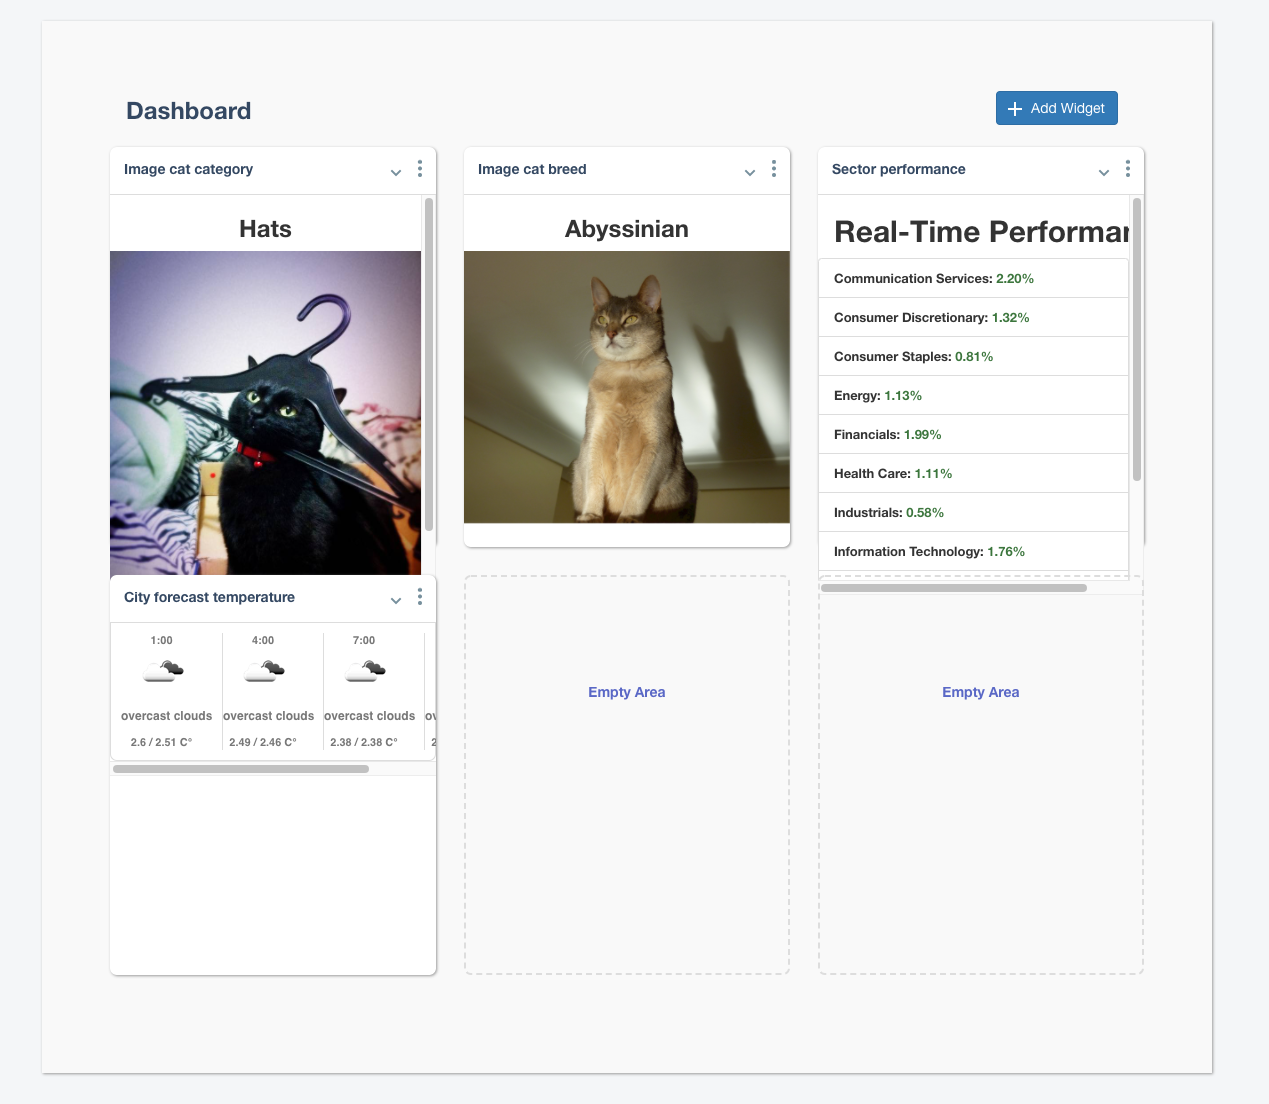 Dashboard
Add Widget
Image cat category
Hats
Image cat breed
Abyssinian
Sector performance
Real-Time Performan
Communication Services: 2.20%
Consumer Discretionary: 1.32%
Consumer Staples: 0.81%
Energy: 1.13%
Financials: 1.99%
Health Care: 1.11%
Industrials: 0.58%
Information Technology: 1.76%
City forecast temperature
1:00 4:00 7:00
overcast clouds overcast clouds overcast clouds ov
2.6 / 2.51 C° 2.49 / 2.46 C° 2.38 / 2.38 C° 2
Empty Area
Empty Area